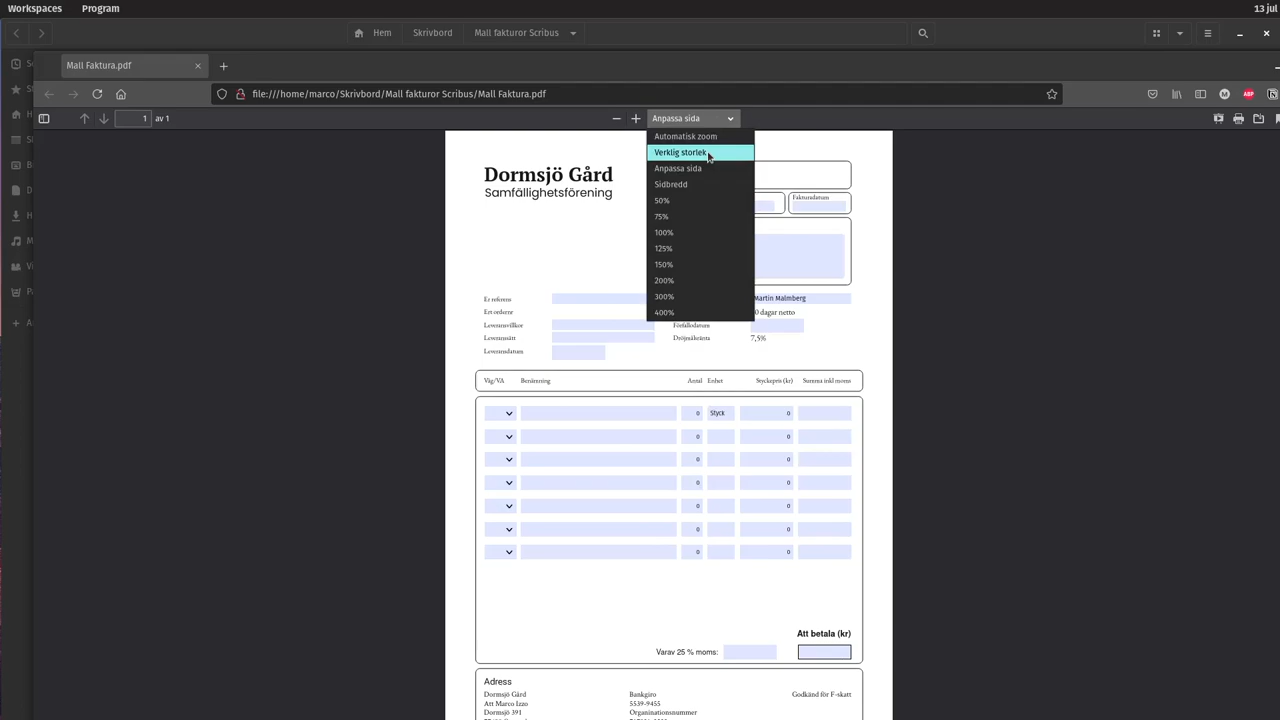 Workspaces Program 13 jul
Hem Skrivbord Mall fakturor Scribus
Mall Faktura.pdf
file:///home/marco/Skrivbord/Mall fakturor Scribus/Mall Faktura.pdf
ABP
1 av 1 Anpassa sida
Automatisk zoom
Verklig storlek
Anpassa sida
Sidbredd
50%
75%
100%
125%
150%
200%
300%
400%
Dormsjö Gård
Samfällighetsförening
Fakturadatum
Er referens Martin Malmberg
Ert ordernr 0 dagar netto
Leveransvillkor Förfallodatum
Leveranssätt Dröjmålsränta 7,5%
Leveransdatum
Väg/VA Benämning Antal Enhet Styckepris (kr) Summa inkl moms
0 Styck 0
0 0
0 0
0 0
0 0
0 0
0 0
Att betala (kr)
Varav 25 % moms:
Adress
Dormsjö Gård Bankgiro Godkänd för F-skatt
Att Marco Izzo 5539-9455
Dormsjö 391 Organinationsnummer